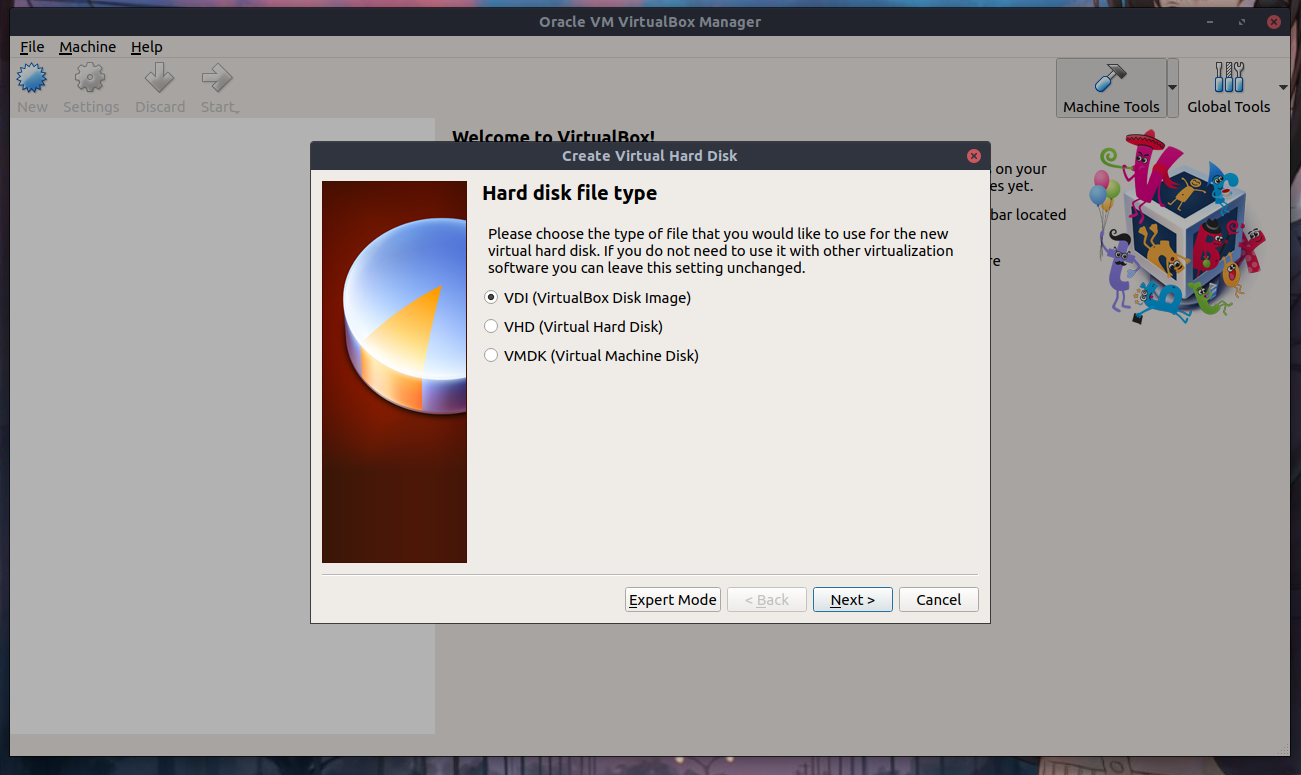 Oracle VM VirtualBox Manager
File Machine Help
New Settings Discard Start
Machine Tools Global Tools
Welcome to VirtualBox!
on your
es yet.
bar located
re
Create Virtual Hard Disk
Hard disk file type
Please choose the type of file that you would like to use for the new
virtual hard disk. If you do not need to use it with other virtualization
software you can leave this setting unchanged.
VDI (VirtualBox Disk Image)
VHD (Virtual Hard Disk)
VMDK (Virtual Machine Disk)
Expert Mode < Back Next > Cancel